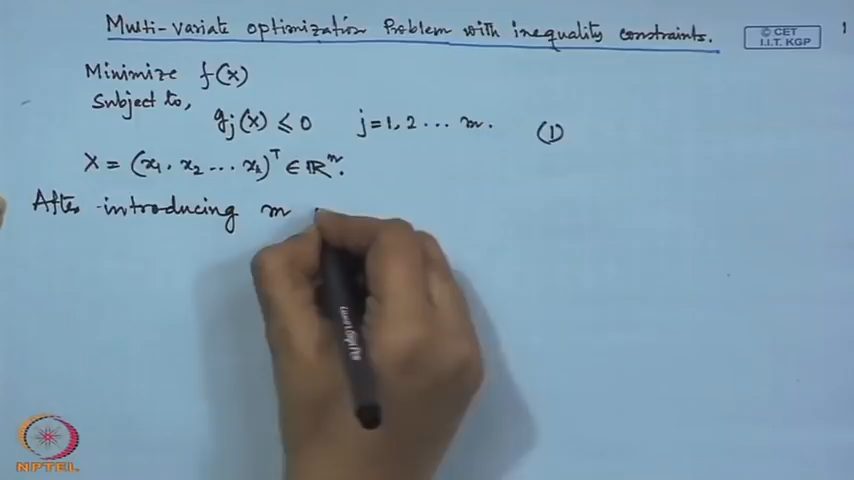 Multi-variate optimization Problem with inequality constraints.
© CET
I.I.T. KGP
1
Minimize f(x)
Subject to,
gj(x) ≤ 0 j = 1, 2 ... m. (1)
X = (x1, x2 ... xn)ᵀ ∈ ℝⁿ.
After introducing m
NPTEL